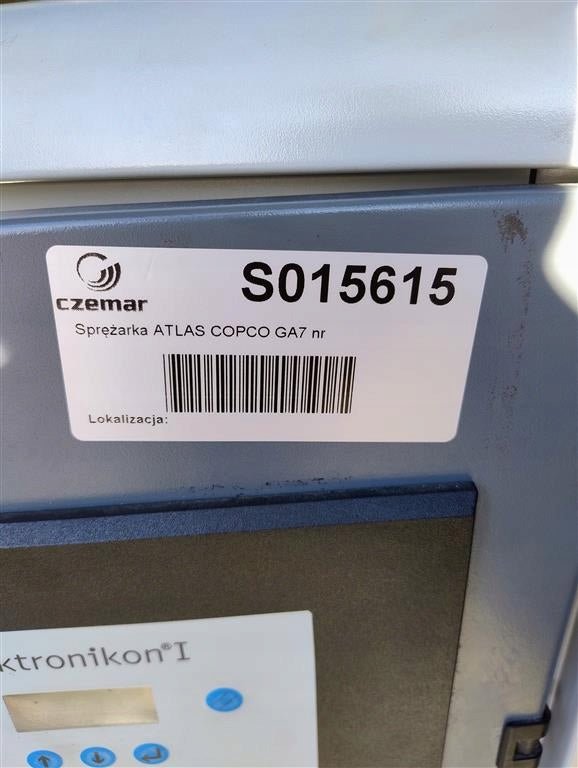 czemar
S015615
Sprężarka ATLAS COPCO GA7 nr
Lokalizacja:
ktronikon® I